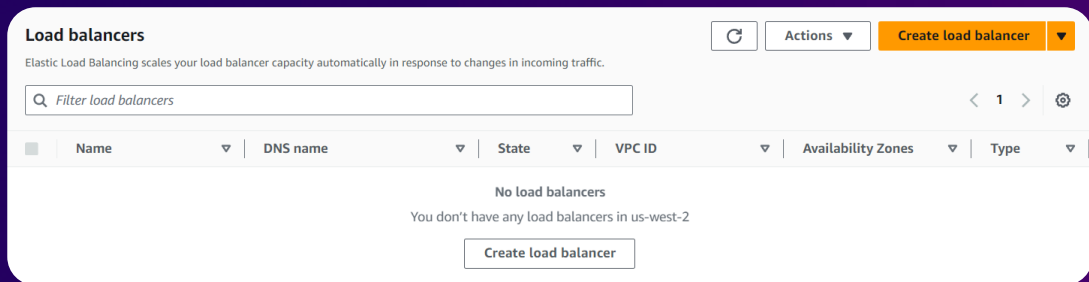 Load balancers
Actions
Create load balancer
Elastic Load Balancing scales your load balancer capacity automatically in response to changes in incoming traffic.
Filter load balancers
1
Name
DNS name
State
VPC ID
Availability Zones
Type
No load balancers
You don't have any load balancers in us-west-2
Create load balancer